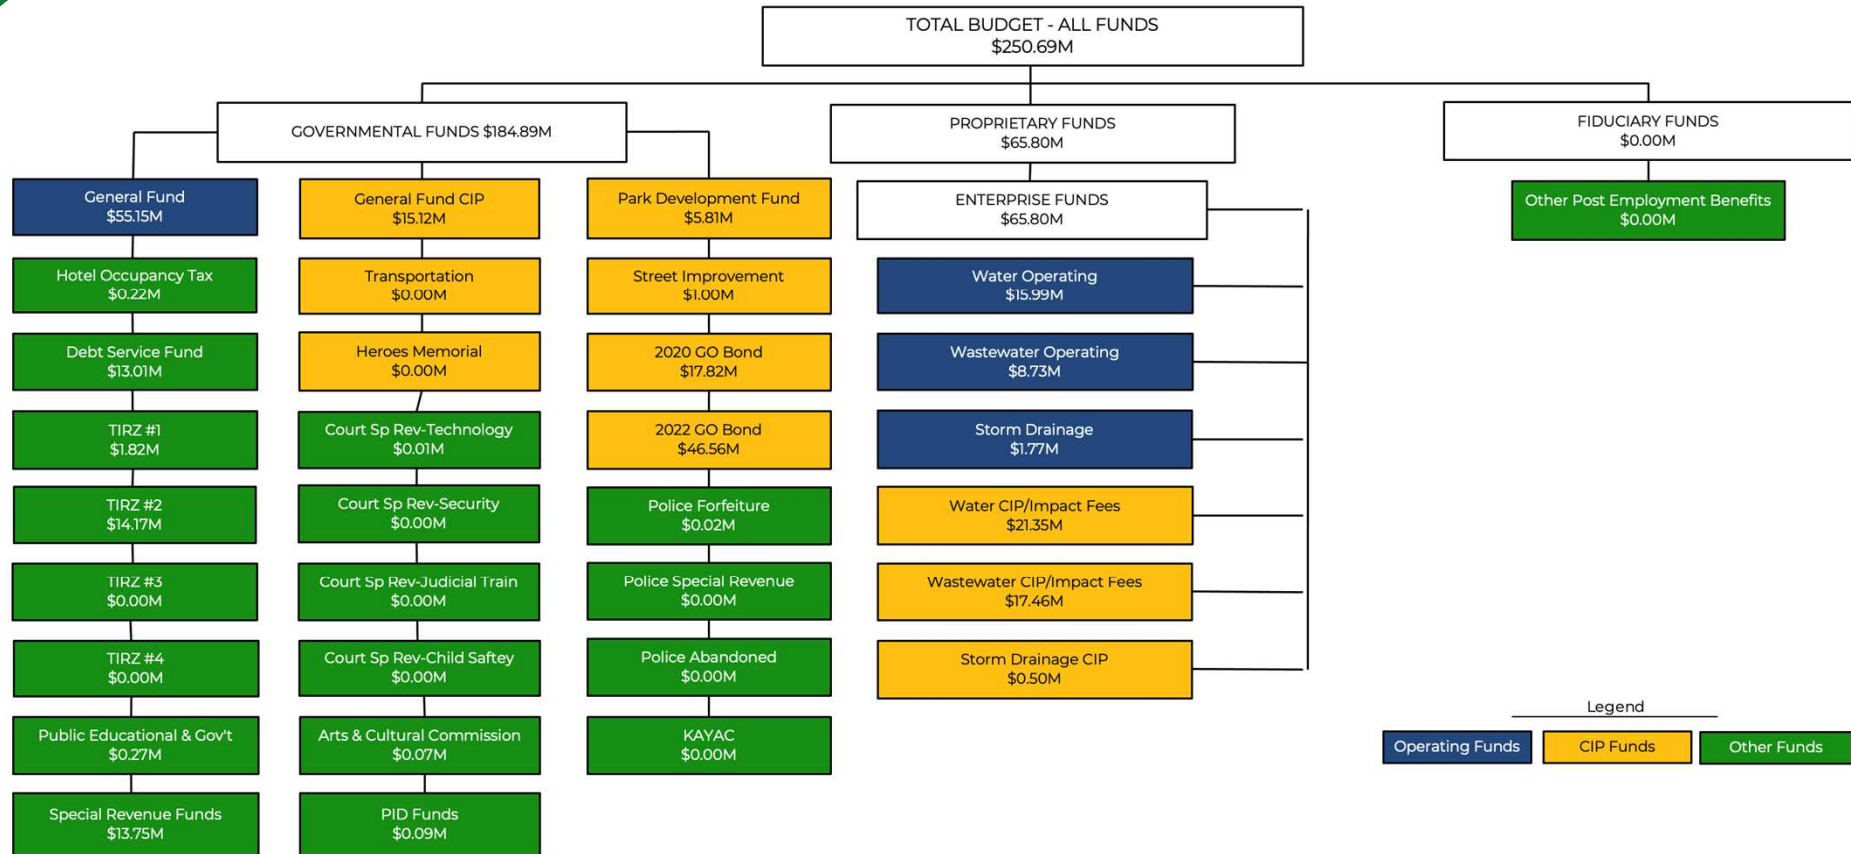 TOTAL BUDGET - ALL FUNDS
$250.69M
GOVERNMENTAL FUNDS $184.89M
PROPRIETARY FUNDS
$65.80M
FIDUCIARY FUNDS
$0.00M
General Fund
$55.15M
Hotel Occupancy Tax
$0.22M
Debt Service Fund
$13.01M
TIRZ #1
$1.82M
TIRZ #2
$14.17M
TIRZ #3
$0.00M
TIRZ #4
$0.00M
Public Educational & Gov't
$0.27M
Special Revenue Funds
$13.75M
General Fund CIP
$15.12M
Transportation
$0.00M
Heroes Memorial
$0.00M
Court Sp Rev-Technology
$0.01M
Court Sp Rev-Security
$0.00M
Court Sp Rev-Judicial Train
$0.00M
Court Sp Rev-Child Saftey
$0.00M
Arts & Cultural Commission
$0.07M
PID Funds
$0.09M
Park Development Fund
$5.81M
Street Improvement
$1.00M
2020 GO Bond
$17.82M
2022 GO Bond
$46.56M
Police Forfeiture
$0.02M
Police Special Revenue
$0.00M
Police Abandoned
$0.00M
KAYAC
$0.00M
ENTERPRISE FUNDS
$65.80M
Water Operating
$15.99M
Wastewater Operating
$8.73M
Storm Drainage
$1.77M
Water CIP/Impact Fees
$21.35M
Wastewater CIP/Impact Fees
$17.46M
Storm Drainage CIP
$0.50M
Other Post Employment Benefits
$0.00M
Legend
Operating Funds
CIP Funds
Other Funds